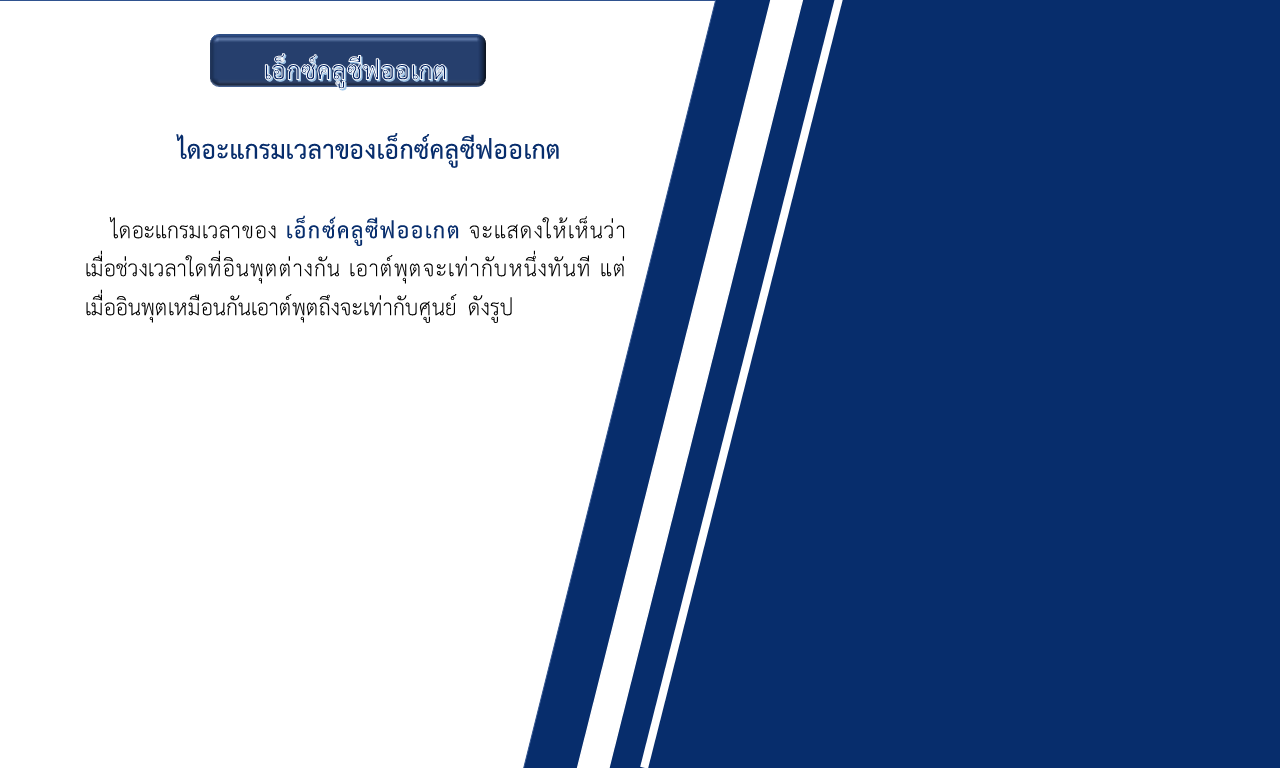 เอ็กซ์คลูซีฟออเกต
ไดอะแกรมเวลาของเอ็กซ์คลูซีฟออเกต
ไดอะแกรมเวลาของ เอ็กซ์คลูซีฟออเกต จะแสดงให้เห็นว่า
เมื่อช่วงเวลาใดที่อินพุตต่างกัน เอาต์พุตจะเท่ากับหนึ่งทันที แต่
เมื่ออินพุตเหมือนกันเอาต์พุตถึงจะเท่ากับศูนย์ ดังรูป